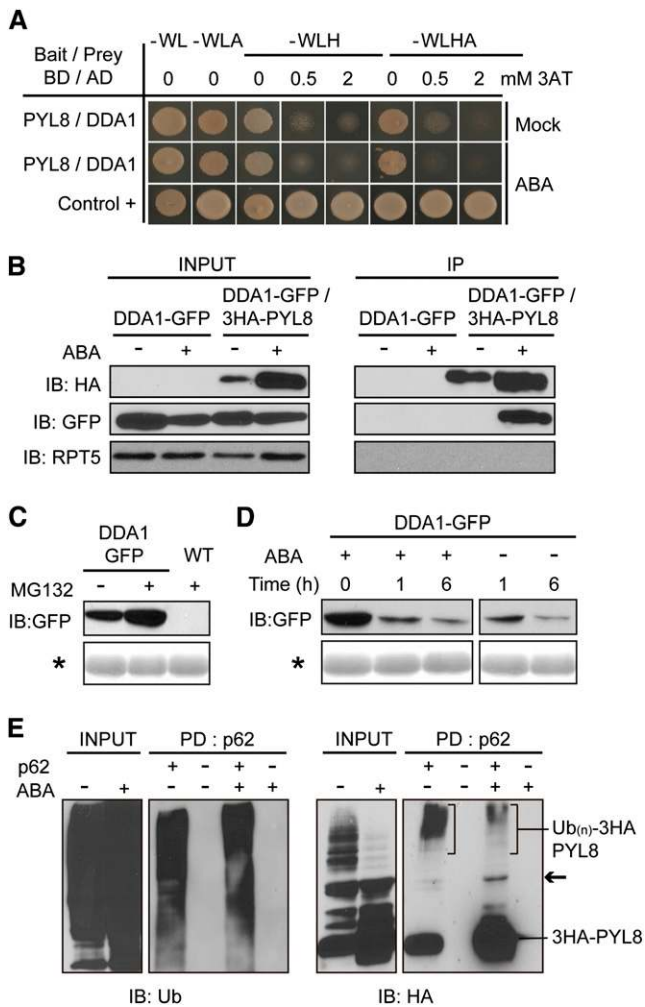 A
Bait / Prey -WL -WLA -WLH -WLHA
BD / AD 0 0 0 0.5 2 0 0.5 2 mM 3AT
PYL8 / DDA1 Mock
PYL8 / DDA1
ABA
Control +
B
INPUT IP
DDA1-GFP / DDA1-GFP /
DDA1-GFP 3HA-PYL8 DDA1-GFP 3HA-PYL8
ABA - + - + - + - +
IB: HA
IB: GFP
IB: RPT5
C
DDA1
GFP WT
MG132 - + +
IB:GFP
*
D
DDA1-GFP
ABA + + + - -
Time (h) 0 1 6 1 6
IB:GFP
*
E
INPUT PD : p62 INPUT PD : p62
p62 + - + - + - + -
ABA - + - - + + - + - - + +
Ub(n)-3HA
PYL8
←
3HA-PYL8
IB: Ub IB: HA